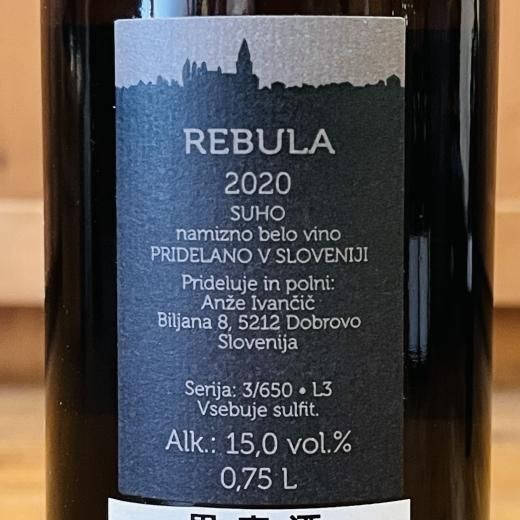 REBULA
2020
SUHO
namizno belo vino
PRIDELANO V SLOVENIJI
Prideluje in polni:
Anže Ivančič
Biljana 8, 5212 Dobrovo
Slovenija
Serija: 3/650 • L3
Vsebuje sulfit.
Alk.: 15,0 vol.%
0,75 L